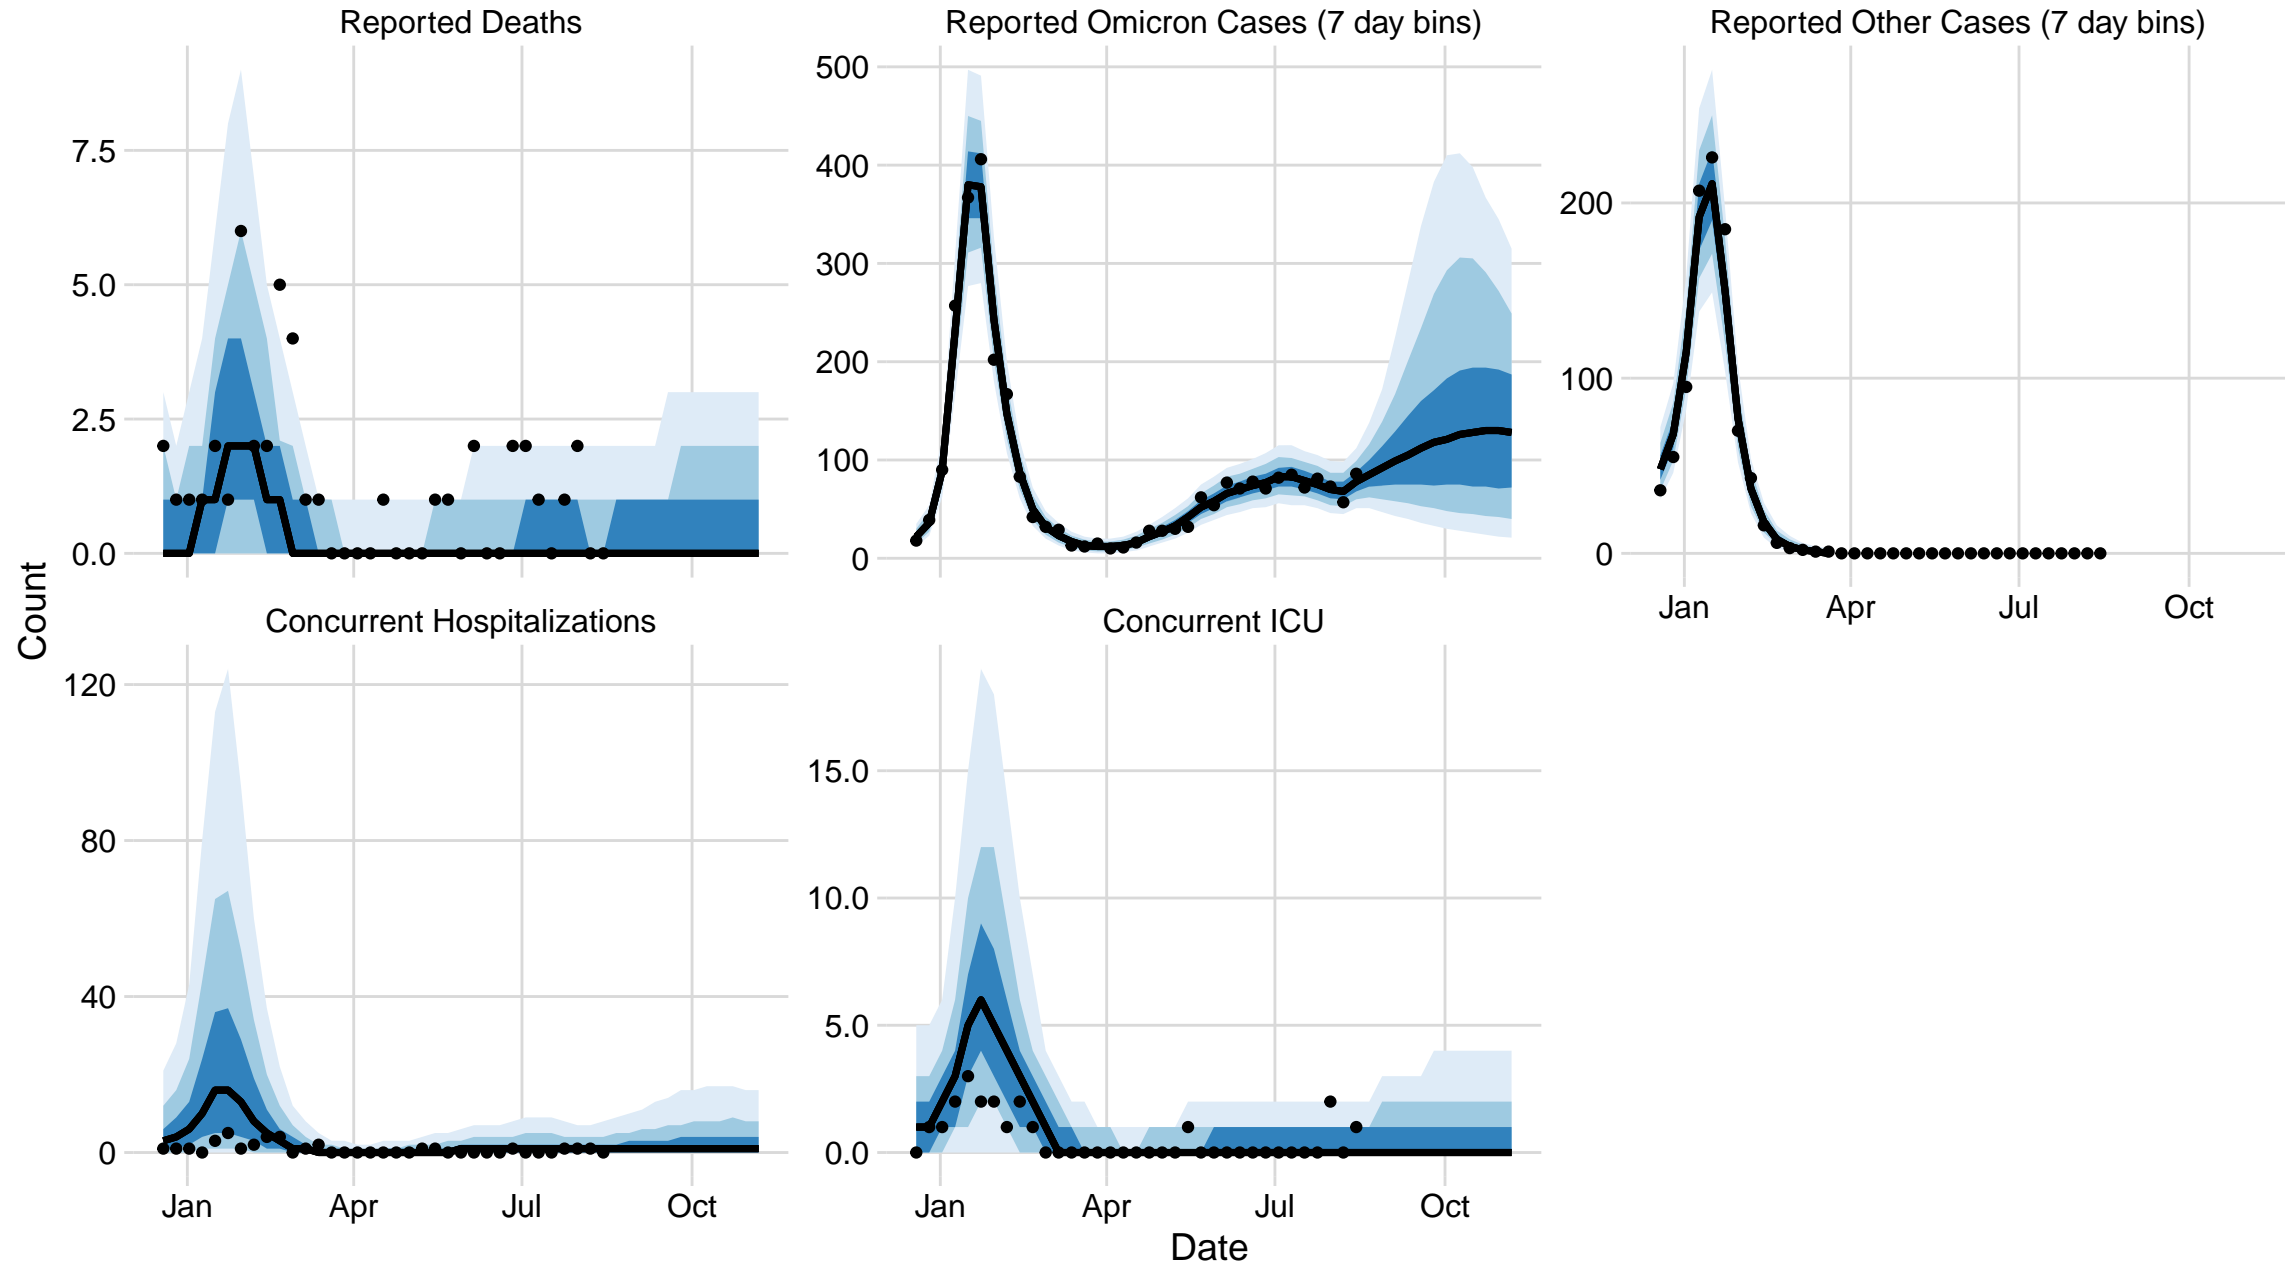 Reported Deaths
Reported Omicron Cases (7 day bins)
Reported Other Cases (7 day bins)
7.5
5.0
2.5
0.0
500
400
300
200
100
0
200
100
0
Jan Apr Jul Oct
Count
Concurrent Hospitalizations
Concurrent ICU
120
80
40
0
15.0
10.0
5.0
0.0
Jan Apr Jul Oct
Jan Apr Jul Oct
Date